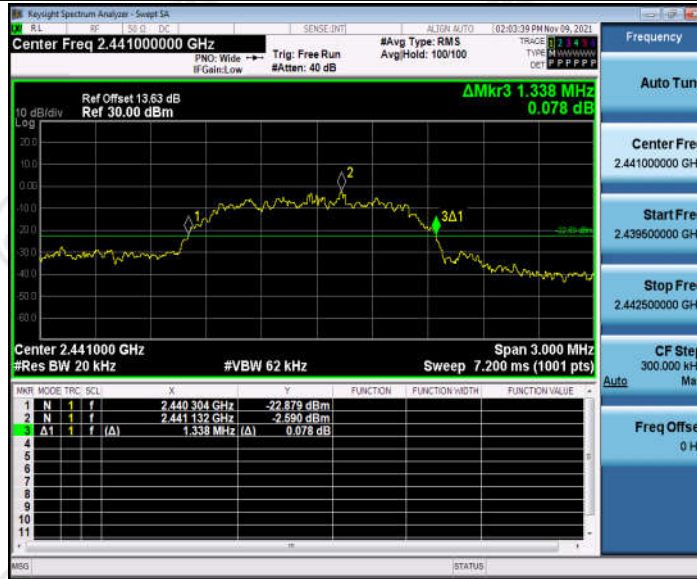 Keysight Spectrum Analyzer - Swept SA
RL RF 50 Ω DC SENSE:INT ALIGN AUTO 02:03:39 PM Nov 09, 2021
Center Freq 2.441000000 GHz
PNO: Wide
IFGain:Low
Trig: Free Run
#Atten: 40 dB
#Avg Type: RMS
Avg|Hold: 100/100
TRACE 1 2 3 4 5 6
TYPE M
DET P P P P P P
Ref Offset 13.63 dB
Ref 30.00 dBm
10 dB/div
Log
ΔMkr3 1.338 MHz
0.078 dB
20.0
10.0
0.00
-10.0
-20.0
-30.0
-40.0
-50.0
-60.0
1
2
3Δ1
Center 2.441000 GHz
Span 3.000 MHz
#Res BW 20 kHz
#VBW 62 kHz
Sweep 7.200 ms (1001 pts)
MKR MODE TRC SCL X Y FUNCTION FUNCTION WIDTH FUNCTION VALUE
1 N 1 f 2.440 304 GHz -22.879 dBm
2 N 1 f 2.441 132 GHz -2.590 dBm
3 Δ1 1 f (Δ) 1.338 MHz (Δ) 0.078 dB
4
5
6
7
8
9
10
11
MSG
STATUS
Frequency
Auto Tun
Center Fre
2.441000000 GH
Start Fre
2.439500000 GH
Stop Fre
2.442500000 GH
CF Ste
300.000 kH
Auto Ma
Freq Offse
0 H